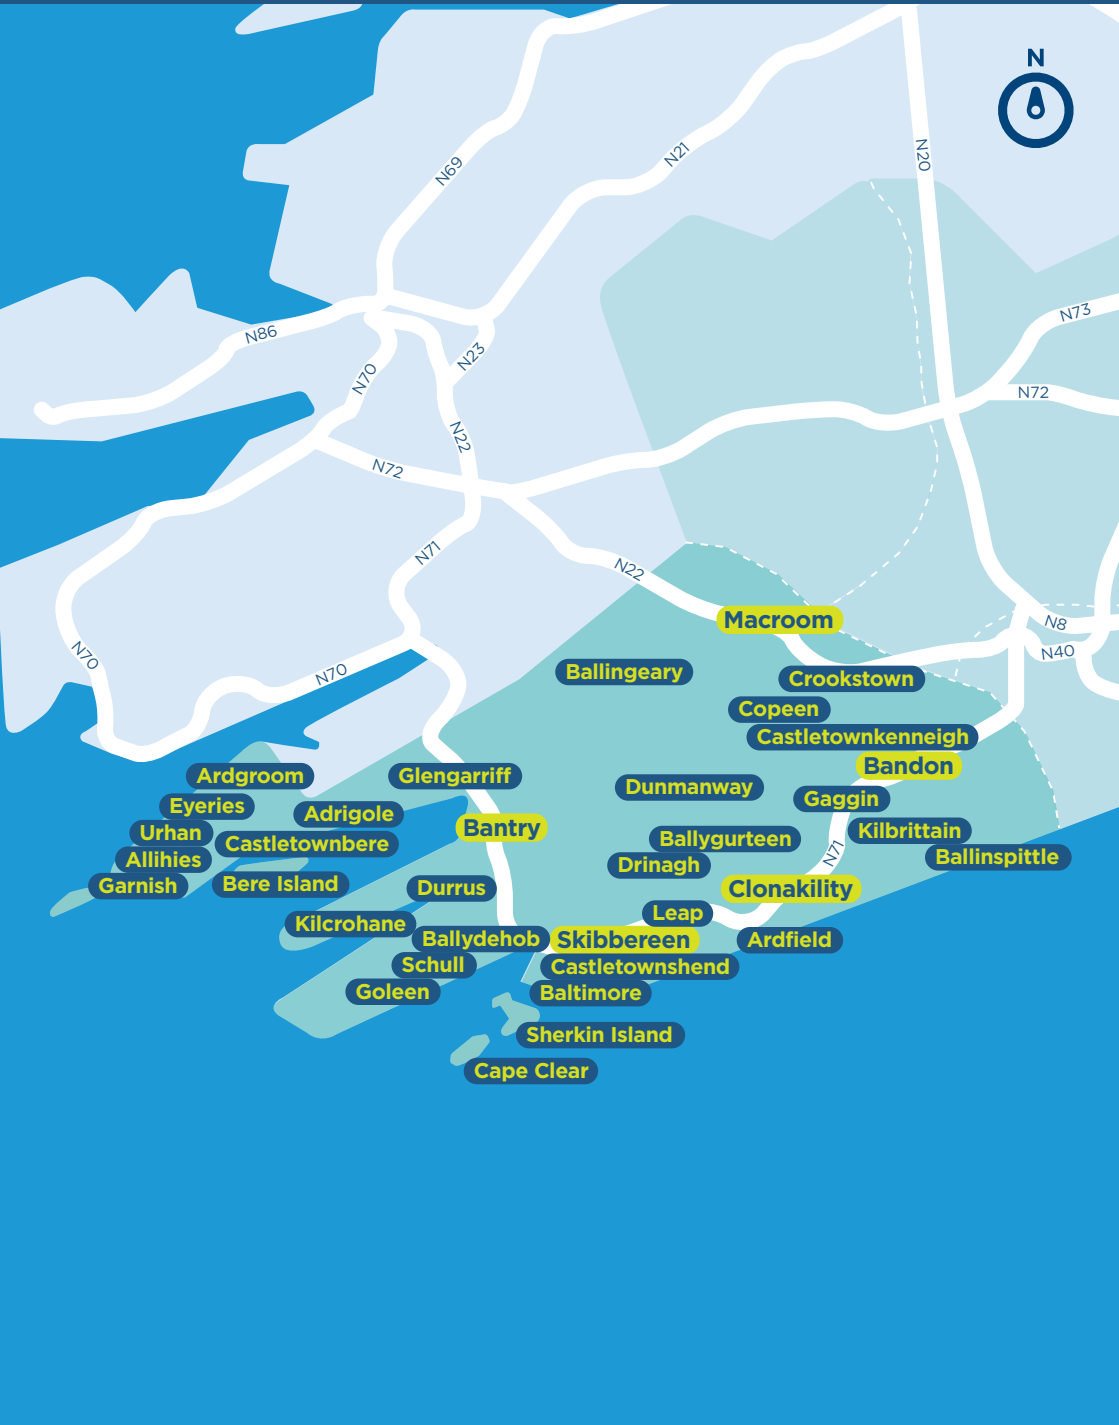 N
N20
N69
N21
N73
N86
N23
N70
N72
N22
N72
N71
N22
Macroom
N8
N40
N70
N70
Ballingeary
Crookstown
Copeen
Castletownkenneigh
Bandon
Ardgroom
Glengarriff
Dunmanway
Gaggin
Eyeries
Adrigole
Bantry
Urhan
Castletownbere
Kilbrittain
Ballygurteen
N71
Allihies
Drinagh
Ballinspittle
Garnish
Bere Island
Durrus
Clonakility
Leap
Kilcrohane
Ballydehob
Skibbereen
Ardfield
Schull
Castletownshend
Goleen
Baltimore
Sherkin Island
Cape Clear